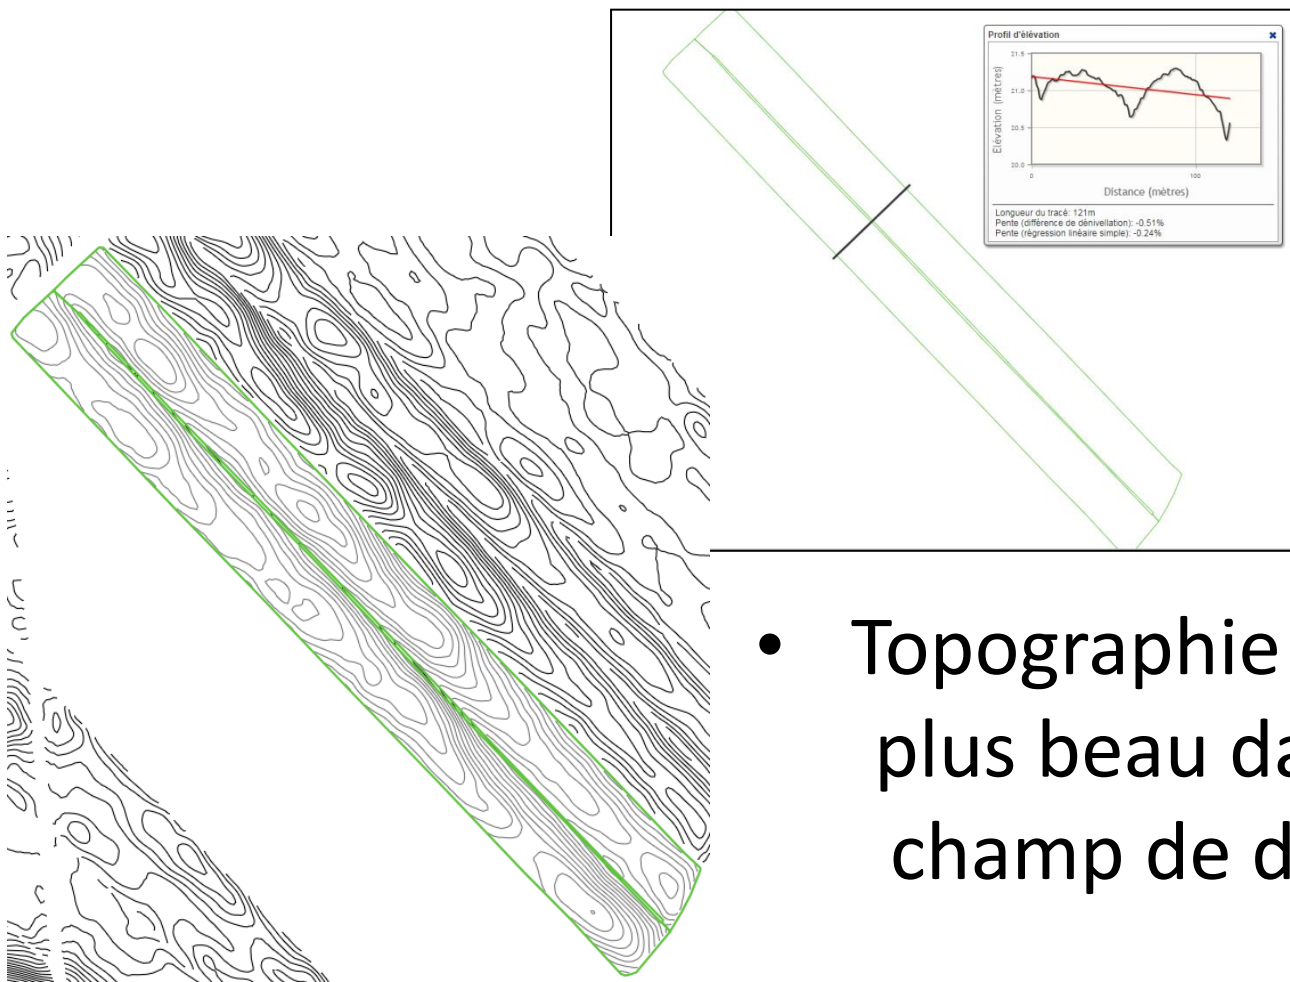 Profil d'élévation
21.5
21.0
20.5
20.0
Elévation (mètres)
0
100
Distance (mètres)
Longueur du tracé: 121m
Pente (différence de dénivellation): -0.51%
Pente (régression linéaire simple): -0.24%
• Topographie
plus beau da
champ de d